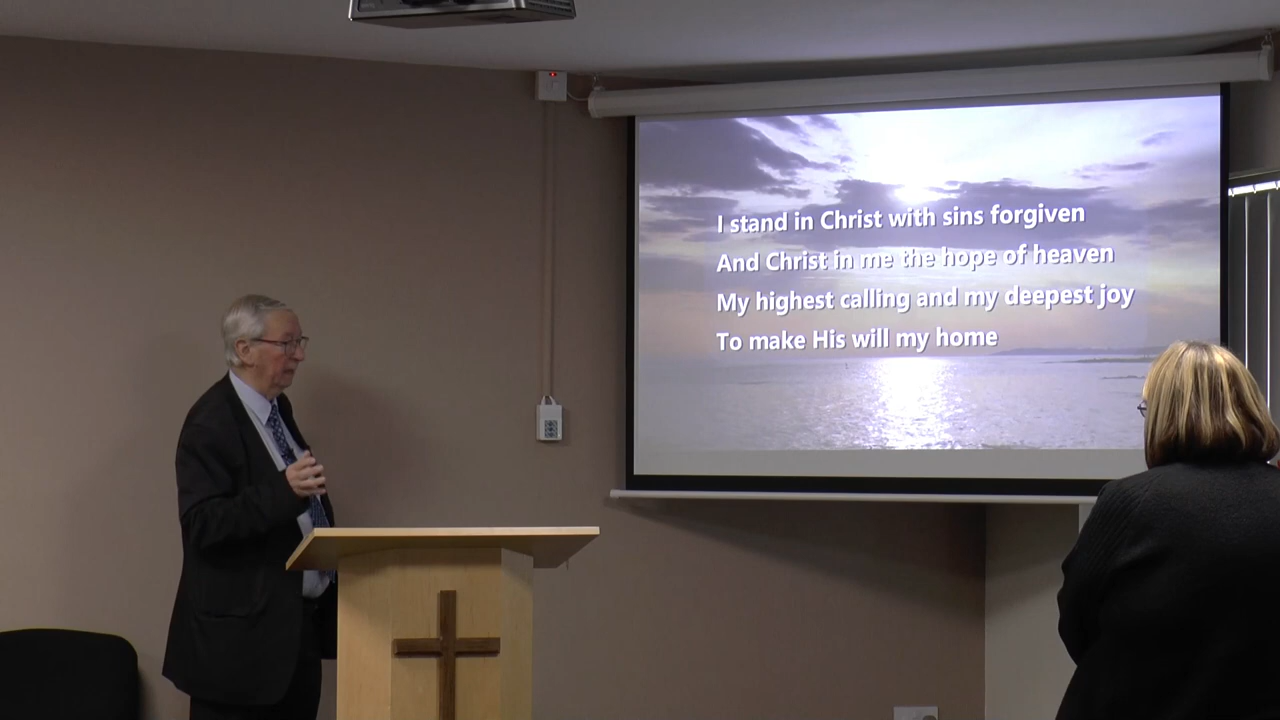 I stand in Christ with sins forgiven
And Christ in me the hope of heaven
My highest calling and my deepest joy
To make His will my home